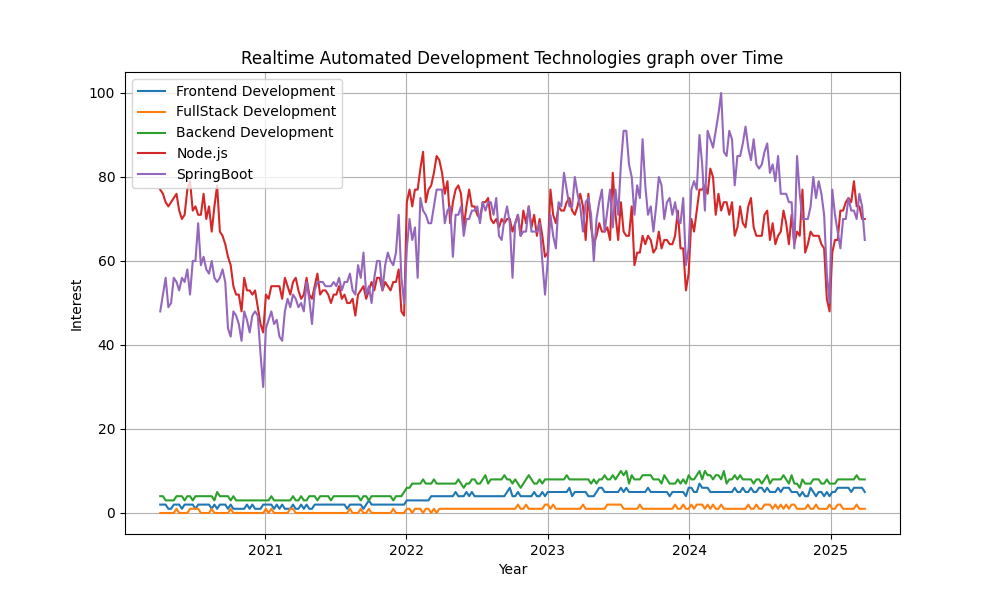 Realtime Automated Development Technologies graph over Time
Frontend Development
FullStack Development
Backend Development
Node.js
SpringBoot
100
80
60
40
20
0
Interest
2021
2022
2023
2024
2025
Year